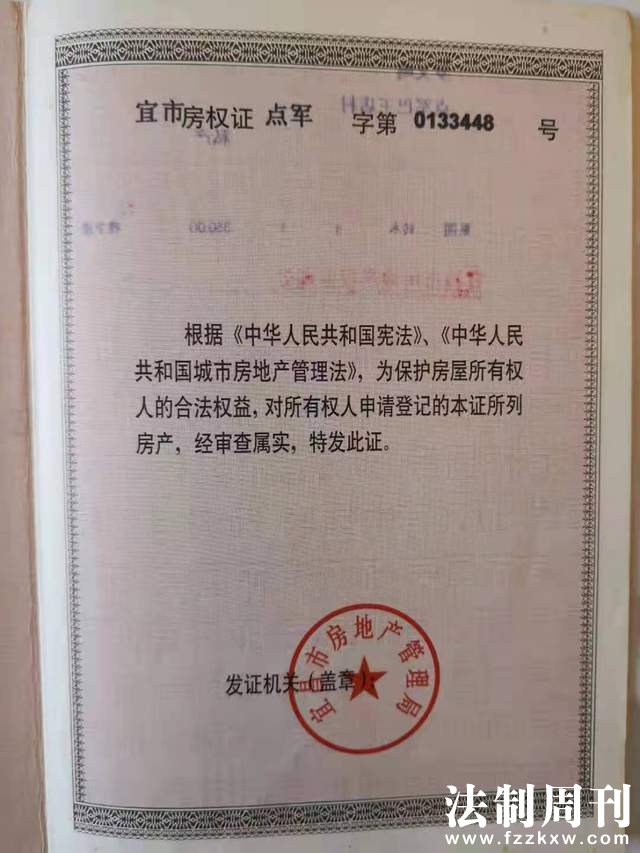 宜市房权证 点军 字第 0133448 号
根据《中华人民共和国宪法》、《中华人民
共和国城市房地产管理法》，为保护房屋所有权
人的合法权益，对所有权人申请登记的本证所列
房产，经审查属实，特发此证。
发证机关（盖章）
宜昌市房地产管理局
法制周刊
www.fzzkxw.com